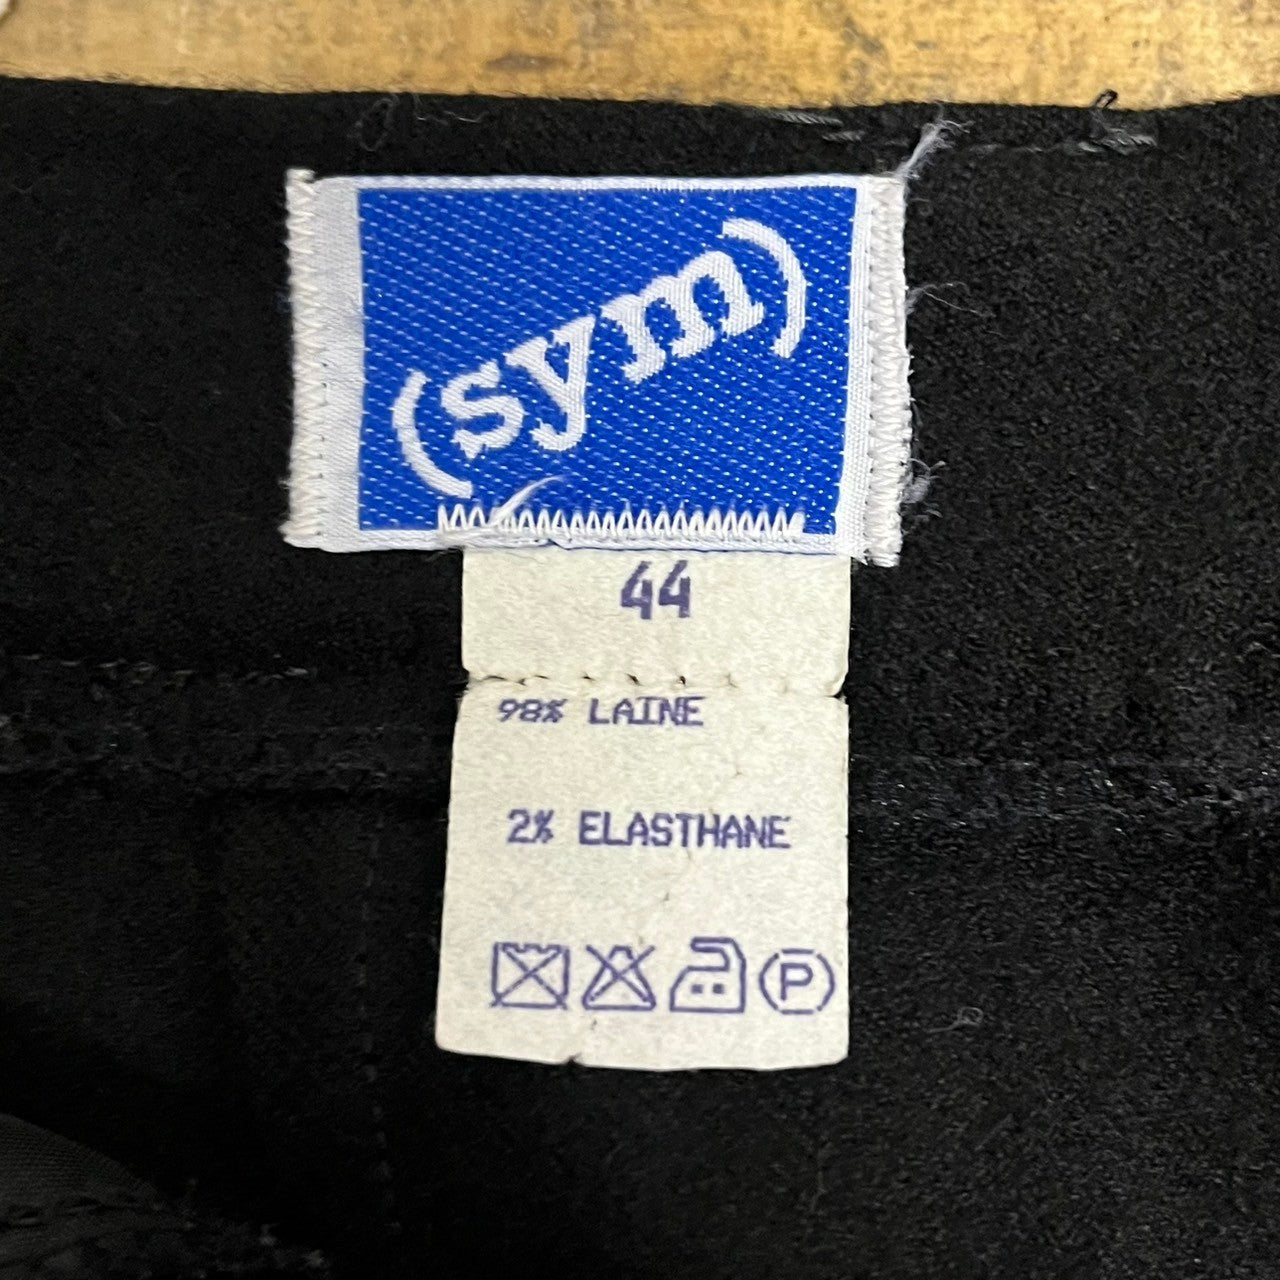 (sym)
44
98% LAINE
2% ELASTHANE
P